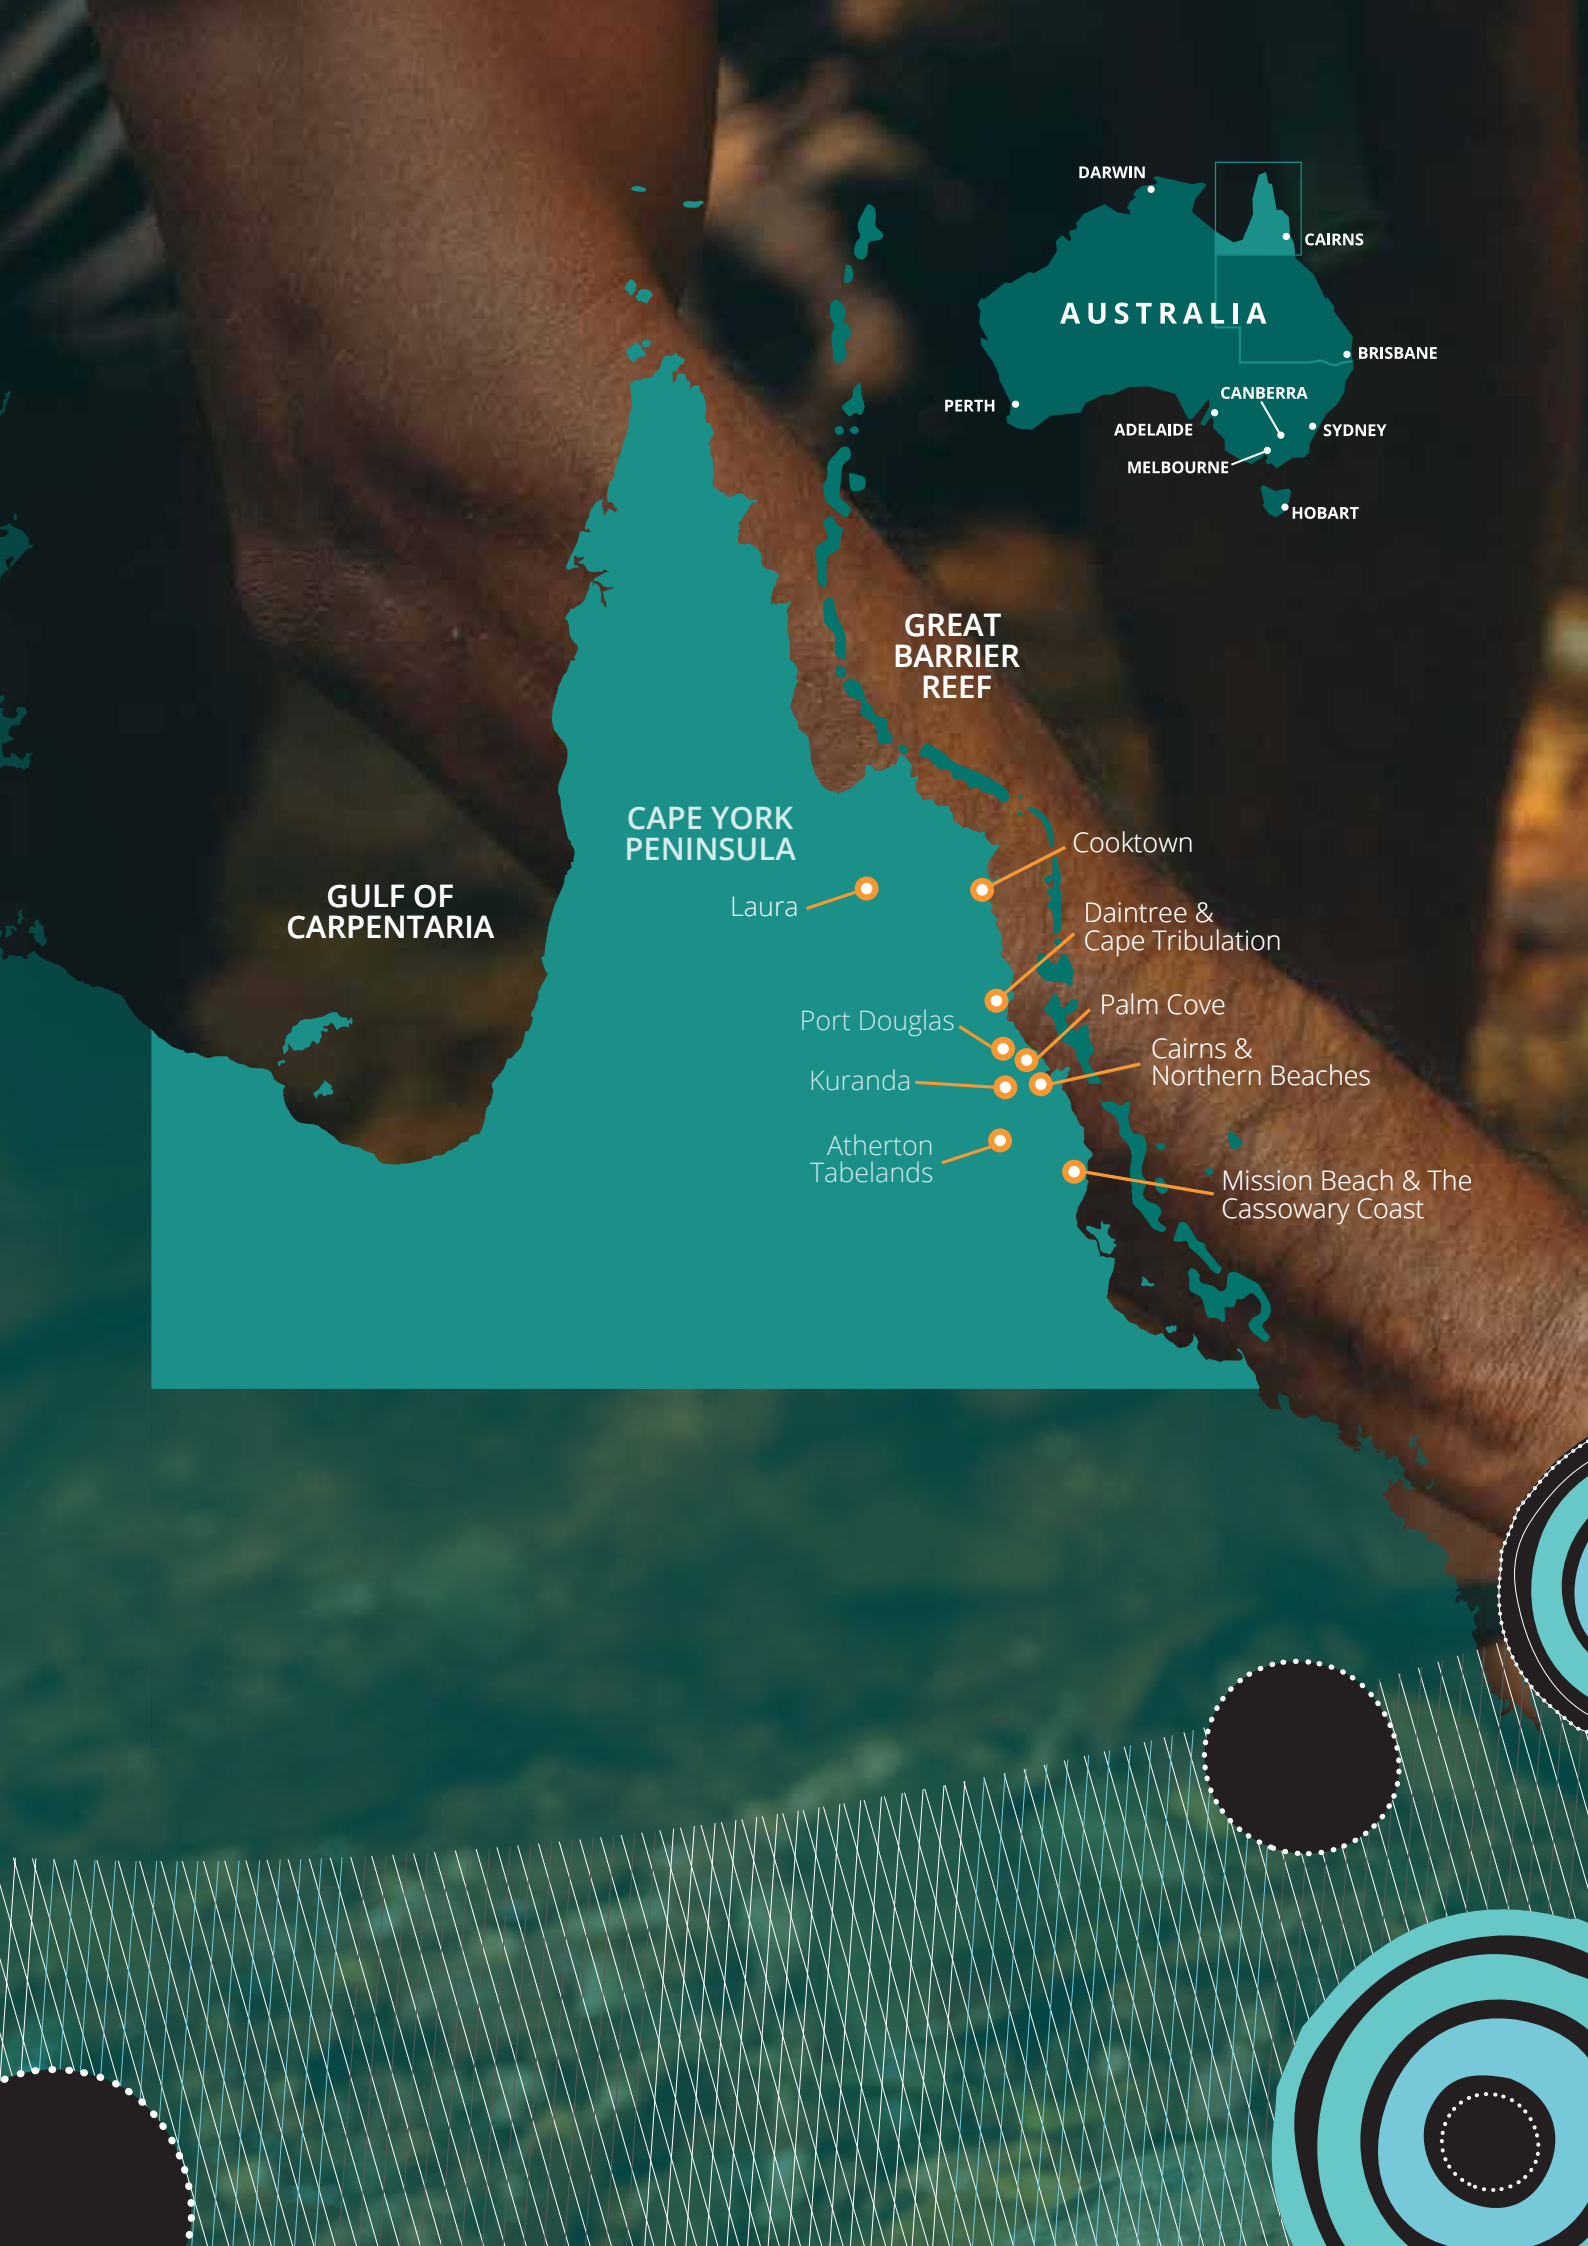 DARWIN
CAIRNS
AUSTRALIA
BRISBANE
CANBERRA
PERTH
ADELAIDE
SYDNEY
MELBOURNE
HOBART
GREAT
BARRIER
REEF
CAPE YORK
PENINSULA
Cooktown
GULF OF
CARPENTARIA
Laura
Daintree &
Cape Tribulation
Port Douglas
Palm Cove
Cairns &
Northern Beaches
Kuranda
Atherton
Tabelands
Mission Beach & The
Cassowary Coast